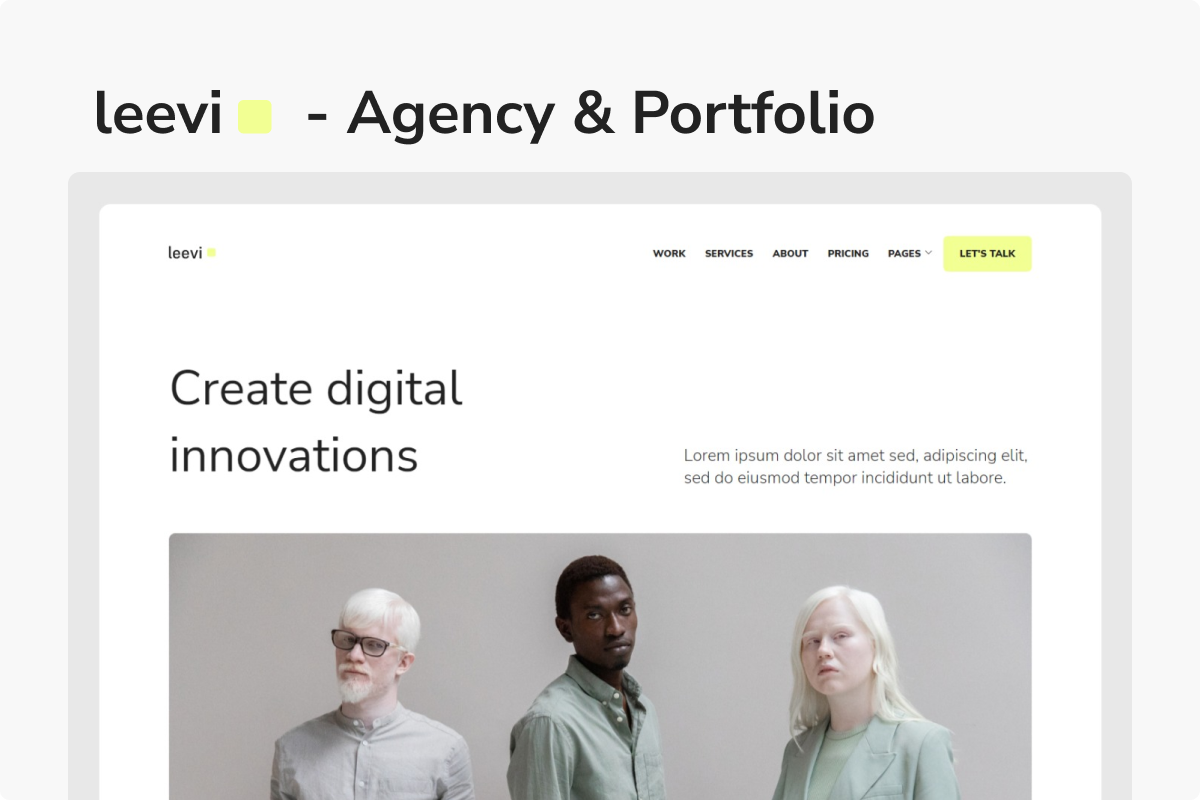 leevi - Agency & Portfolio
leevi WORK SERVICES ABOUT PRICING PAGES LET'S TALK
Create digital
innovations
Lorem ipsum dolor sit amet sed, adipiscing elit,
sed do eiusmod tempor incididunt ut labore.